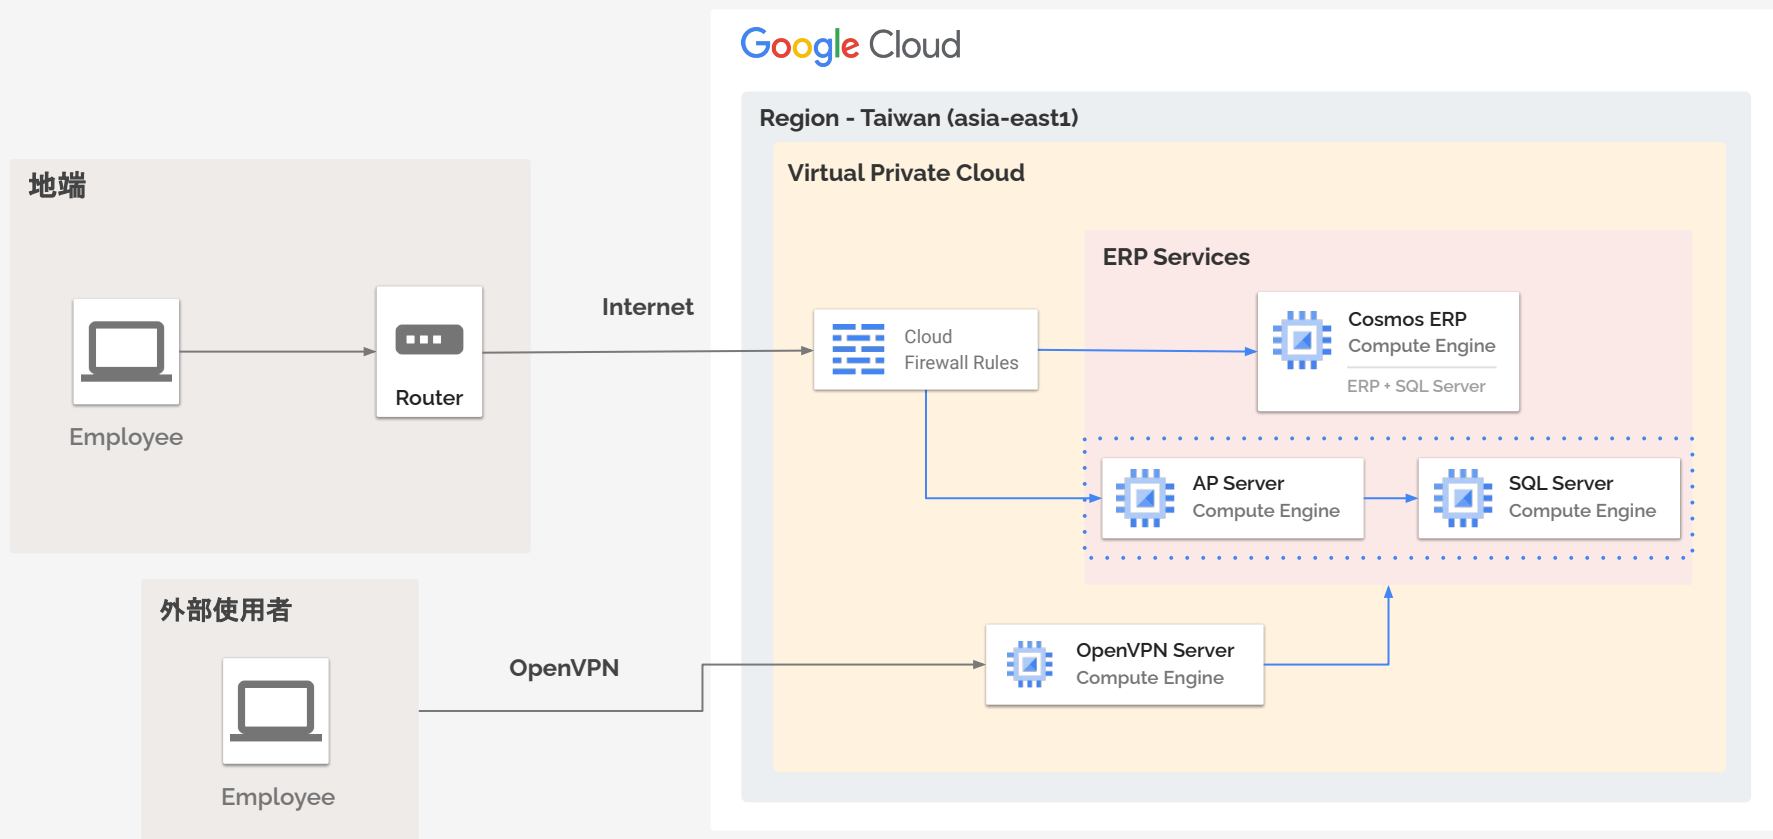 Google Cloud
Region - Taiwan (asia-east1)
Virtual Private Cloud
地端
Employee
Router
Internet
Cloud
Firewall Rules
ERP Services
Cosmos ERP
Compute Engine
ERP + SQL Server
AP Server
Compute Engine
SQL Server
Compute Engine
外部使用者
Employee
OpenVPN
OpenVPN Server
Compute Engine